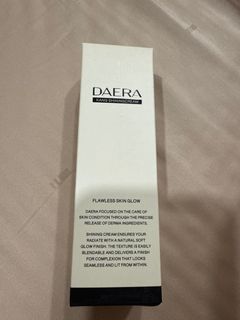 DAERA
KANG SHININGCREAM
FLAWLESS SKIN GLOW
DAERA FOCUSED ON THE CARE OF
SKIN CONDITION THROUGH THE PRECISE
RELEASE OF DERMA INGREDIENTS.
SHINING CREAM ENSURES YOUR
RADIATE WITH A NATURAL SOFT
GLOW FINISH. THE TEXTURE IS EASILY
BLENDABLE AND DELIVERS A FINISH
FOR COMPLEXION THAT LOOKS
SEAMLESS AND LIT FROM WITHIN.